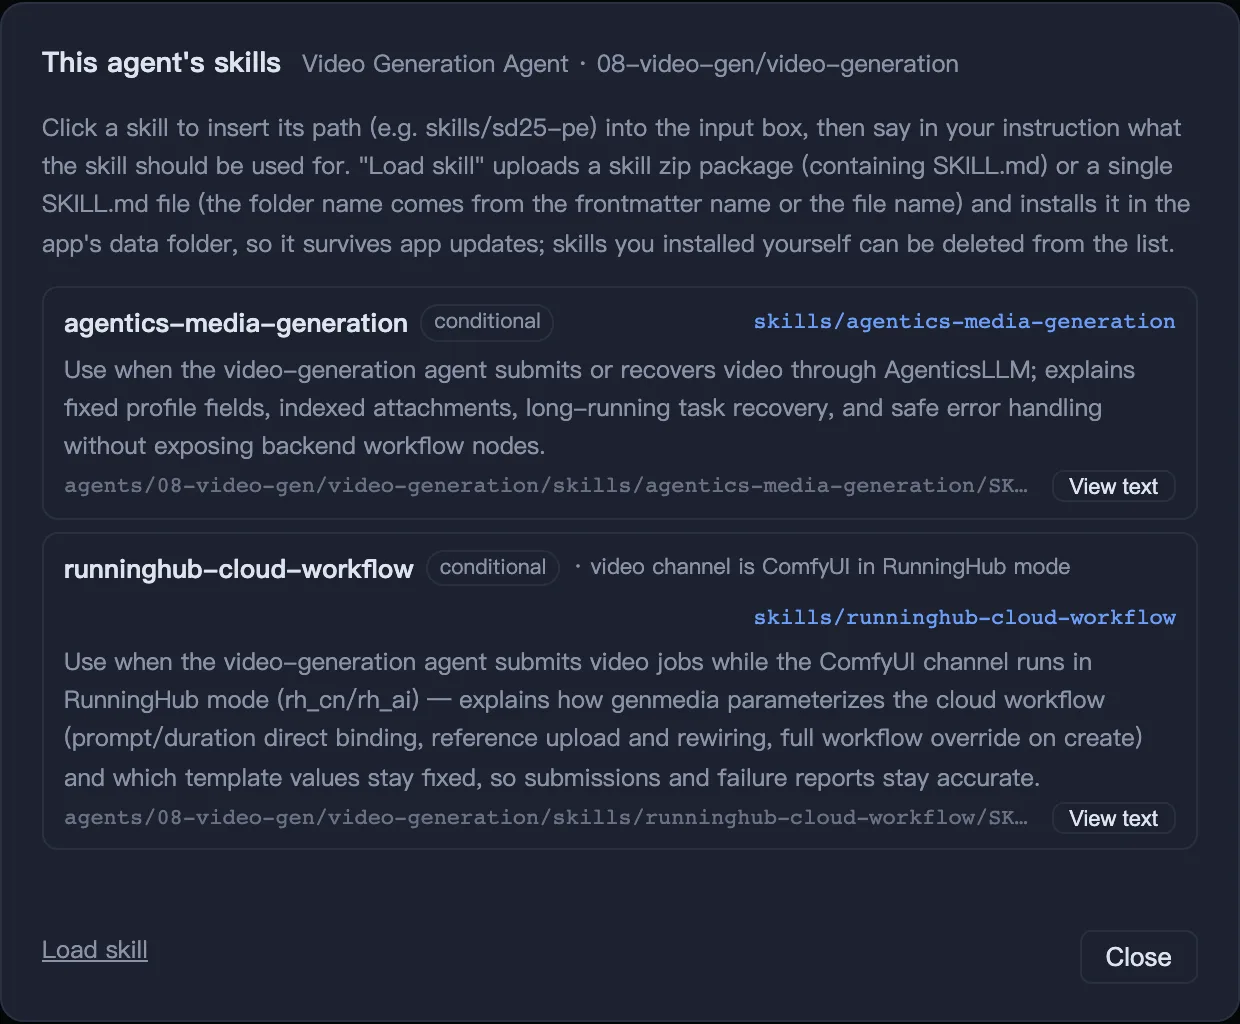 This agent's skills Video Generation Agent · 08-video-gen/video-generation
Click a skill to insert its path (e.g. skills/sd25-pe) into the input box, then say in your instruction what
the skill should be used for. "Load skill" uploads a skill zip package (containing SKILL.md) or a single
SKILL.md file (the folder name comes from the frontmatter name or the file name) and installs it in the
app's data folder, so it survives app updates; skills you installed yourself can be deleted from the list.
agentics-media-generation conditional skills/agentics-media-generation
Use when the video-generation agent submits or recovers video through AgenticsLLM; explains
fixed profile fields, indexed attachments, long-running task recovery, and safe error handling
without exposing backend workflow nodes.
agents/08-video-gen/video-generation/skills/agentics-media-generation/SK… View text
runninghub-cloud-workflow conditional · video channel is ComfyUI in RunningHub mode
skills/runninghub-cloud-workflow
Use when the video-generation agent submits video jobs while the ComfyUI channel runs in
RunningHub mode (rh_cn/rh_ai) — explains how genmedia parameterizes the cloud workflow
(prompt/duration direct binding, reference upload and rewiring, full workflow override on create)
and which template values stay fixed, so submissions and failure reports stay accurate.
agents/08-video-gen/video-generation/skills/runninghub-cloud-workflow/SK… View text
Load skill Close